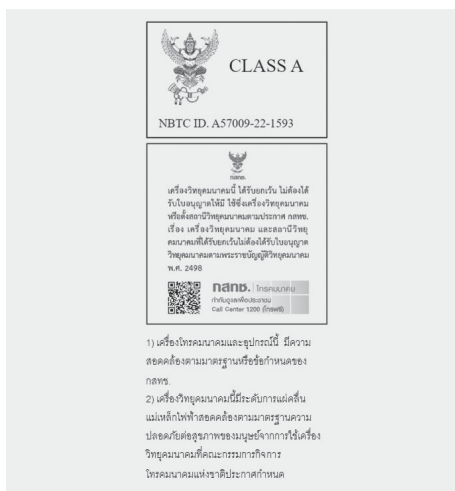 CLASS A
NBTC ID. A57009-22-1593
กสทช.
เครื่องวิทยุคมนาคมนี้ ได้รับยกเว้น ไม่ต้องได้
รับใบอนุญาตให้มี ใช้ซึ่งเครื่องวิทยุคมนาคม
หรือตั้งสถานีวิทยุคมนาคมตามประกาศ กสทช.
เรื่อง เครื่องวิทยุคมนาคม และสถานีวิทยุ
คมนาคมที่ได้รับยกเว้นไม่ต้องได้รับใบอนุญาต
วิทยุคมนาคมตามพระราชบัญญัติวิทยุคมนาคม
พ.ศ. 2498
กสทช. โทรคมนาคม
กำกับดูแลเพื่อประชาชน
Call Center 1200 (โทรฟรี)
1) เครื่องโทรคมนาคมและอุปกรณ์นี้ มีความ
สอดคล้องตามมาตรฐานหรือข้อกำหนดของ
กสทช.
2) เครื่องวิทยุคมนาคมนี้มีระดับการแผ่คลื่น
แม่เหล็กไฟฟ้าสอดคล้องตามมาตรฐานความ
ปลอดภัยต่อสุขภาพของมนุษย์จากการใช้เครื่อง
วิทยุคมนาคมที่คณะกรรมการกิจการ
โทรคมนาคมแห่งชาติประกาศกำหนด